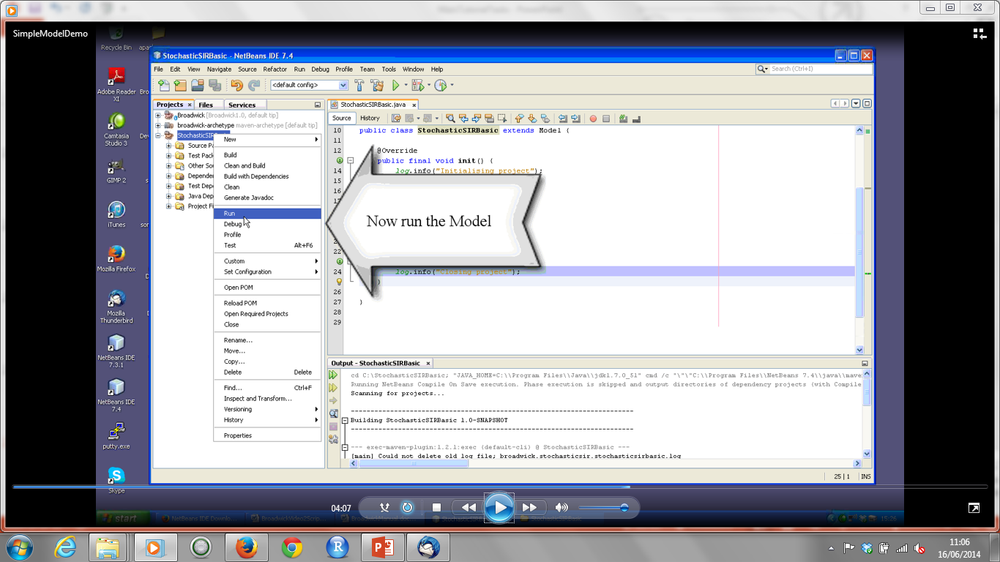 SimpleModelDemo
Recycle Bin
Adobe Reader
XI
Camtasia
Studio 3
GIMP 2
iTunes
Mozilla Firefox
Mozilla
Thunderbird
NetBeans IDE
7.3.1
NetBeans IDE
7.4
putty.exe
Skype
StochasticSIRBasic - NetBeans IDE 7.4
File Edit View Navigate Source Refactor Run Debug Profile Team Tools Window Help
Search (Ctrl+I)
<default config>
Projects Files Services
Broadwick [Broadwick1.0, default tip]
broadwick-archetype maven-archetype [default tip]
StochasticSIR
Source Pa
Test Pack
Other Sou
Depender
Test Depe
Java Depe
Project Fi
New
Build
Clean and Build
Build with Dependencies
Clean
Generate Javadoc
Run
Debug
Profile
Test Alt+F6
Custom
Set Configuration
Open POM
Reload POM
Open Required Projects
Close
Rename...
Move...
Copy...
Delete Delete
Find... Ctrl+F
Inspect and Transform...
Versioning
History
Properties
StochasticSIRBasic.java
Source History
10 public class StochasticSIRBasic extends Model {
11
12 @Override
public final void init() {
14 log.info("Initialising project");
15
16
Now run the Model
24 log.info("Closing project");
}
26
27 }
28
29
Output - StochasticSIRBasic
cd C:\StochasticSIRBasic; "JAVA_HOME=C:\\Program Files\\Java\\jdk1.7.0_51" cmd /c "\"\"C:\\Program Files\\NetBeans 7.4\\java\\mave
Running NetBeans Compile On Save execution. Phase execution is skipped and output directories of dependency projects (with Compile
Scanning for projects...
------------------------------------------------------------------------
Building StochasticSIRBasic 1.0-SNAPSHOT
------------------------------------------------------------------------
--- exec-maven-plugin:1.2.1:exec (default-cli) @ StochasticSIRBasic ---
[main] Could not delete old log file; broadwick.stochasticsir.stochasticsirbasic.log
25 | 1 INS
04:07
start
15:26
11:06
16/06/2014